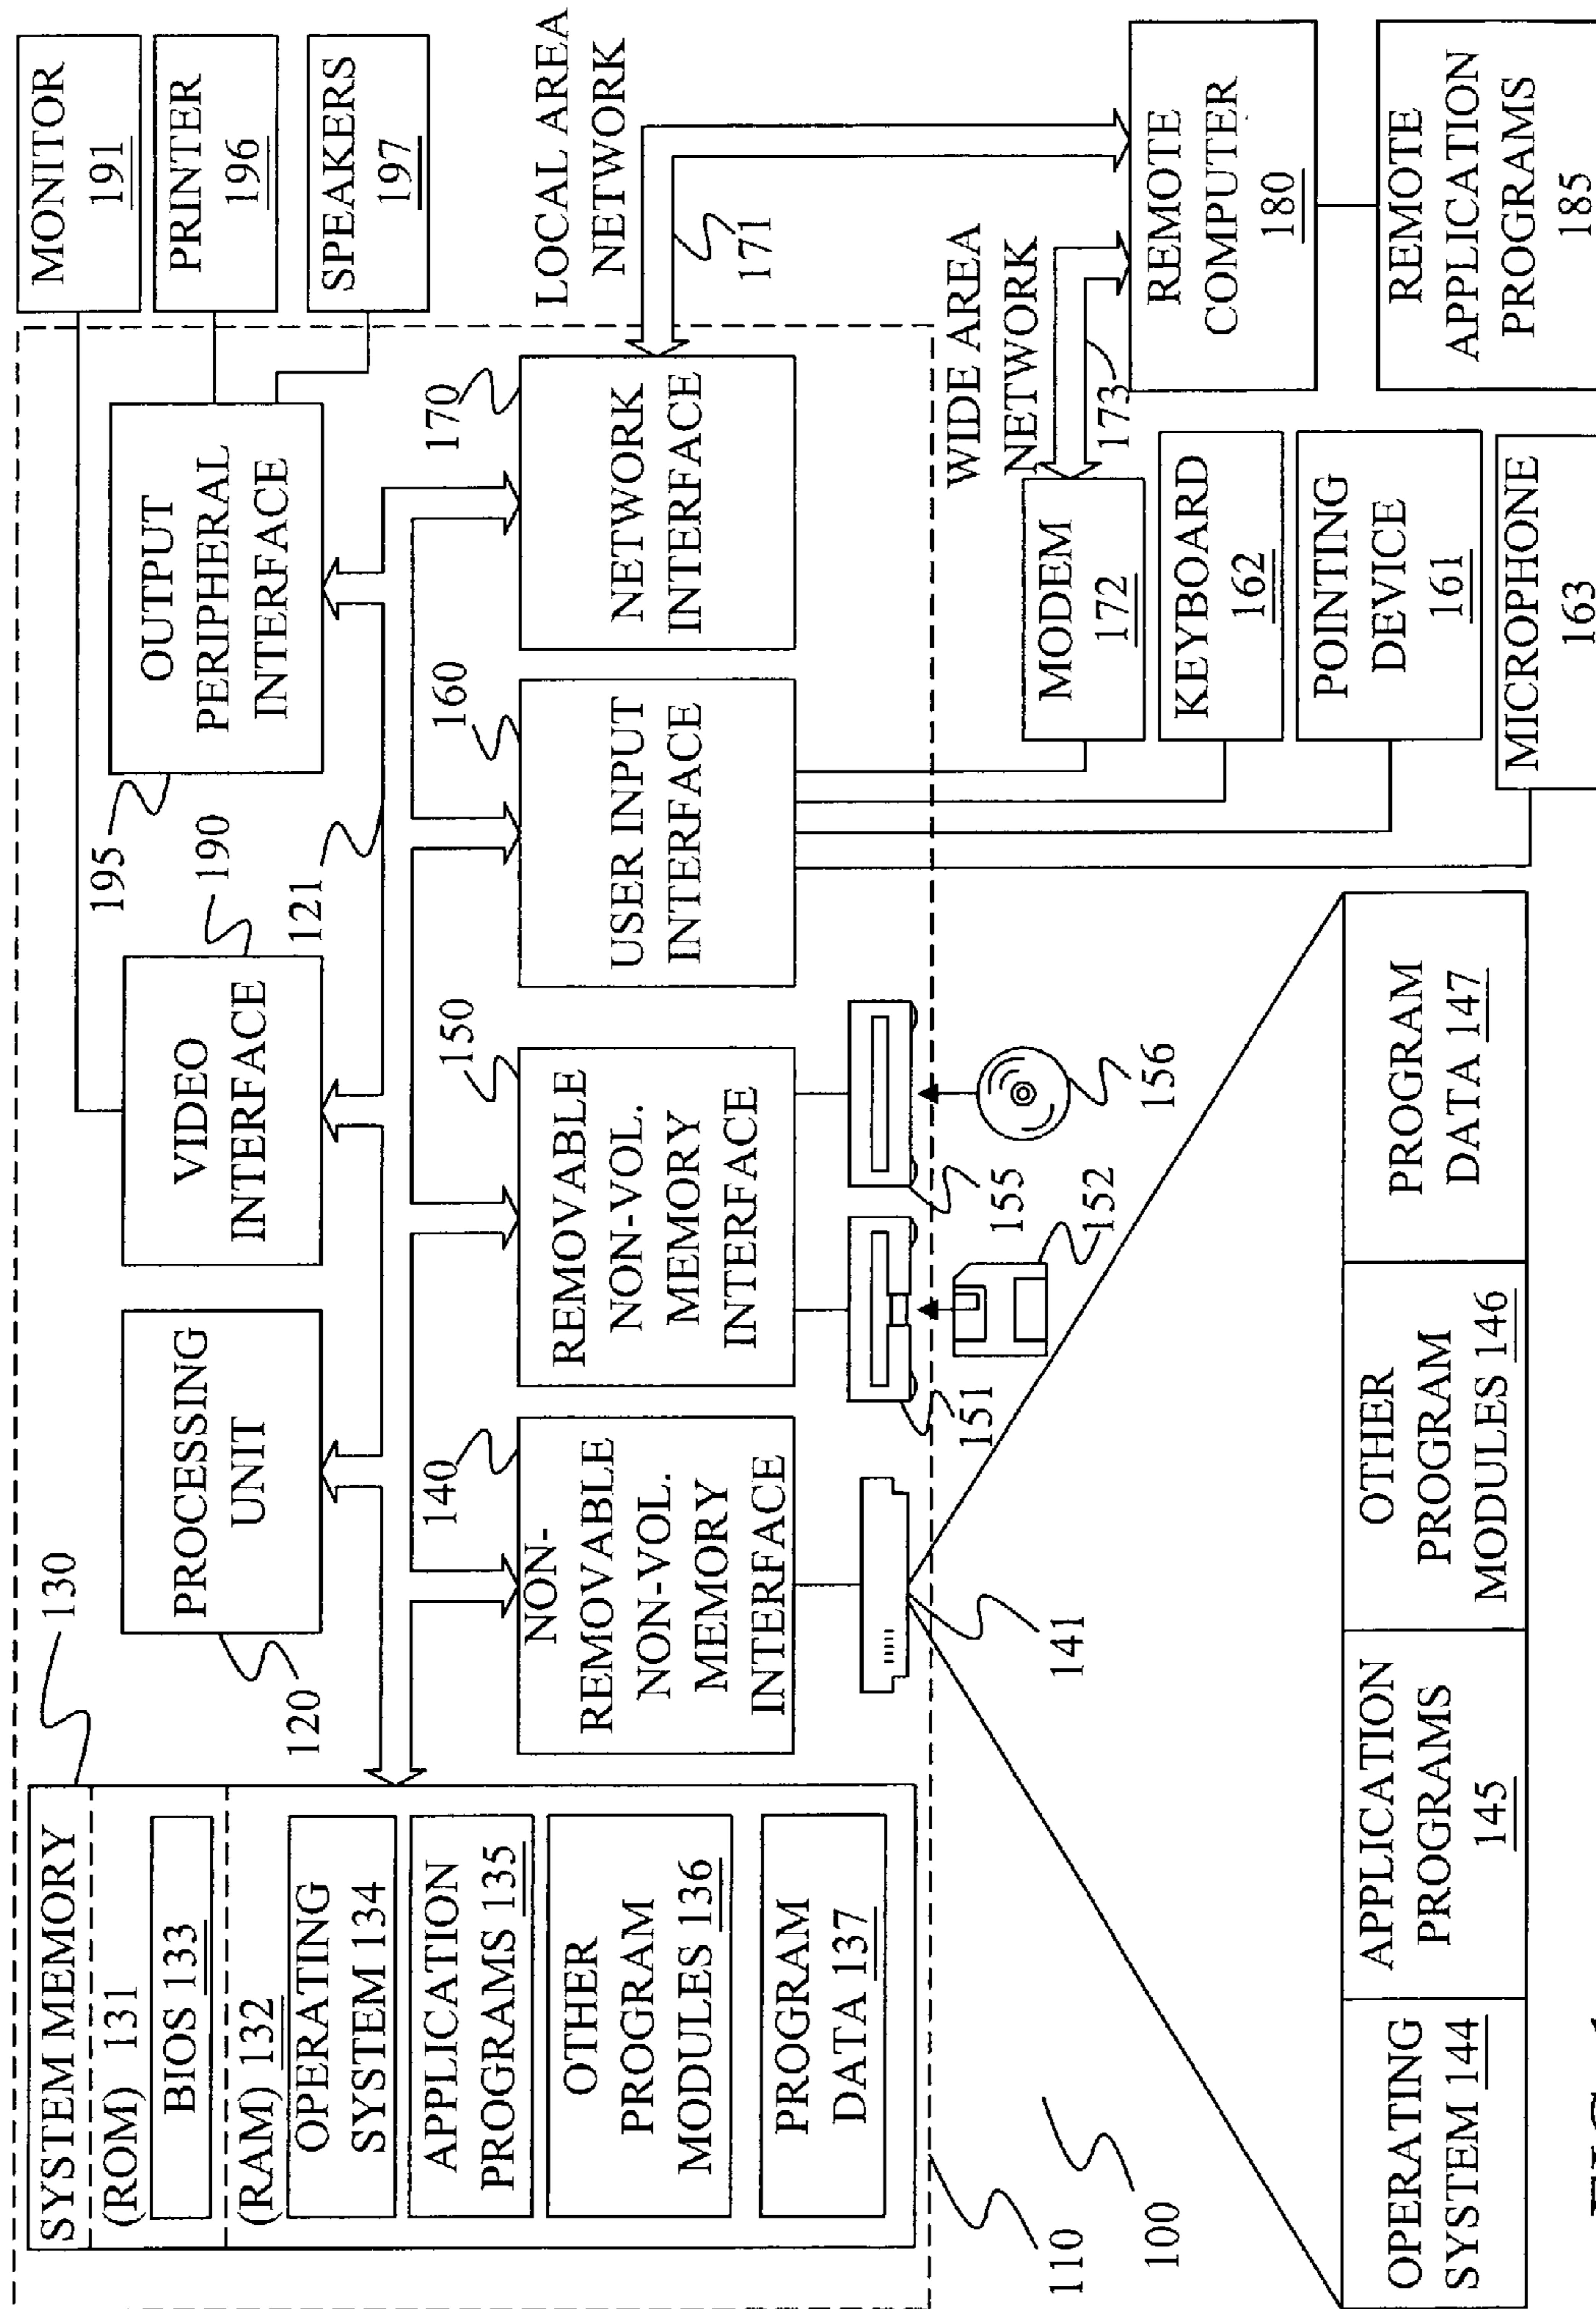 SYSTEM MEMORY
(ROM) 131
BIOS 133
(RAM) 132
OPERATING
SYSTEM 134
APPLICATION
PROGRAMS 135
OTHER
PROGRAM
MODULES 136
PROGRAM
DATA 137
130
PROCESSING
UNIT
120
VIDEO
INTERFACE
190
OUTPUT
PERIPHERAL
INTERFACE
195
121
MONITOR
191
PRINTER
196
SPEAKERS
197
NON-
REMOVABLE
NON-VOL.
MEMORY
INTERFACE
140
REMOVABLE
NON-VOL.
MEMORY
INTERFACE
150
USER INPUT
INTERFACE
160
NETWORK
INTERFACE
170
LOCAL AREA
NETWORK
171
141
151
152
155
156
WIDE AREA
NETWORK
173
MODEM
172
KEYBOARD
162
POINTING
DEVICE
161
MICROPHONE
163
REMOTE
COMPUTER
180
REMOTE
APPLICATION
PROGRAMS
185
110
100
OPERATING
SYSTEM 144
APPLICATION
PROGRAMS
145
OTHER
PROGRAM
MODULES 146
PROGRAM
DATA 147